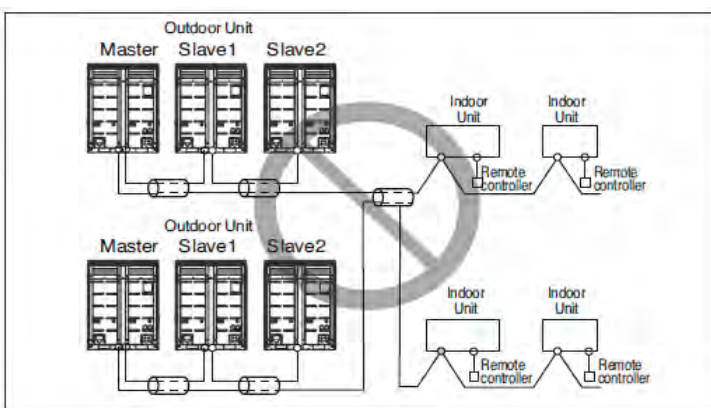 Outdoor Unit
Master Slave1 Slave2
Indoor Unit
Indoor Unit
Remote controller
Remote controller
Outdoor Unit
Master Slave1 Slave2
Indoor Unit
Indoor Unit
Remote controller
Remote controller